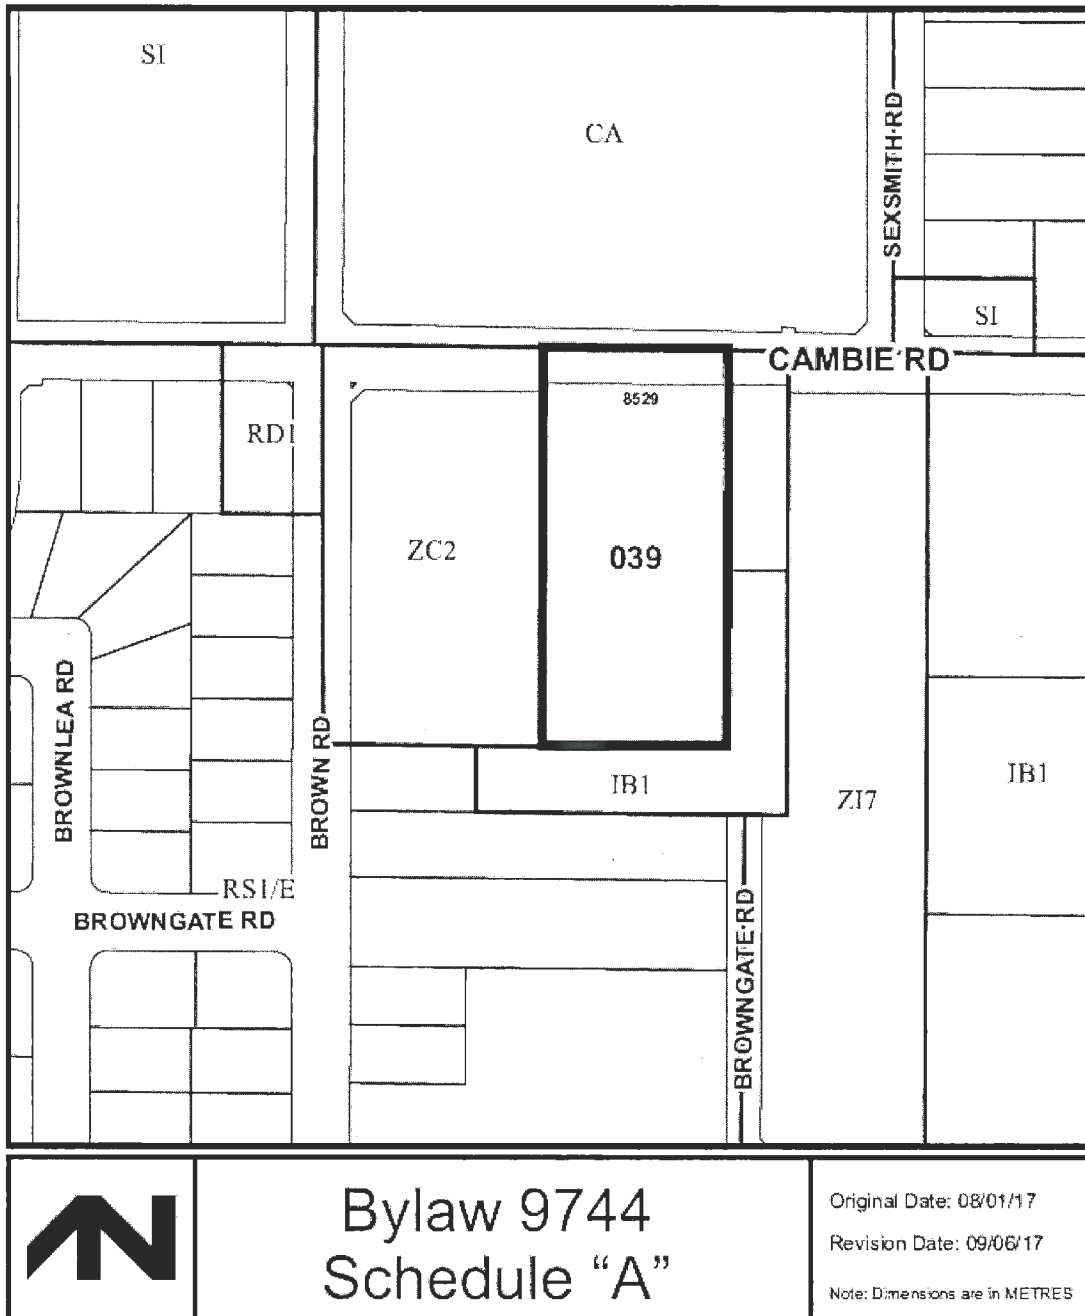 SI
CA
SEXSMITH RD
SI
CAMBIE RD
8529
RD1
ZC2
039
BROWNLEA RD
BROWN RD
IB1
ZI7
IB1
RS1/E
BROWNGATE RD
BROWNGATE RD
N
Bylaw 9744
Schedule “A”
Original Date: 08/01/17
Revision Date: 09/06/17
Note: Dimensions are in METRES